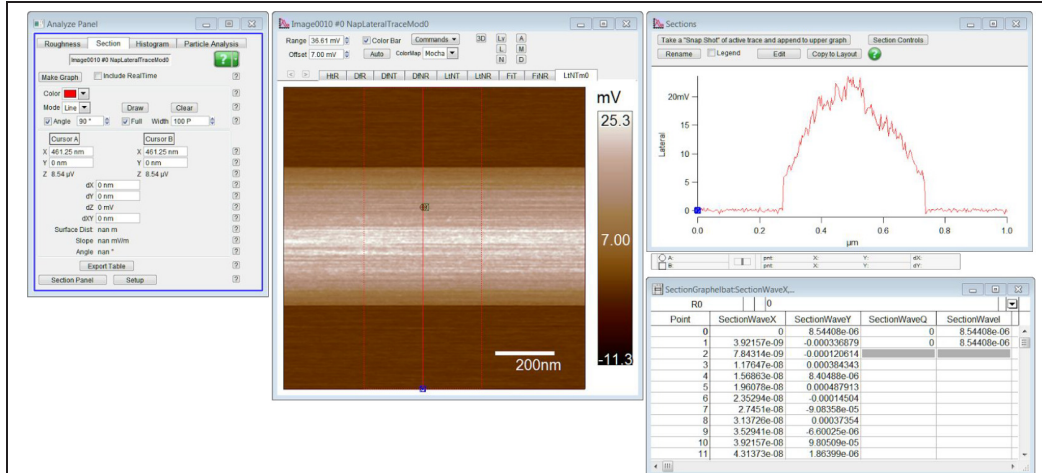 Analyze Panel
Roughness Section Histogram Particle Analysis
Image0010 #0 NapLateralTraceMod0 ?
Make Graph Include RealTime ?
Color ?
Mode Line Draw Clear ?
Angle 90 ° Full Width 100 P ?
Cursor A Cursor B
X 461.25 nm X 461.25 nm ?
Y 0 nm Y 0 nm ?
Z 8.54 µV Z 8.54 µV ?
dX 0 nm ?
dY 0 nm ?
dZ 0 mV ?
dXY 0 nm ?
Surface Dist. nan m ?
Slope nan mV/m ?
Angle nan ° ?
Export Table ?
Section Panel Setup ?
Image0010 #0 NapLateralTraceMod0
Range 36.61 mV Color Bar Commands 3D Lv A
Offset 7.00 mV Auto ColorMap Mocha L M
N D
HtR DfR DfNT DfNR LtNT LtNR FiT FiNR LtNTm0
mV
25.3
7.00
-11.3
200nm
Sections
Take a "Snap Shot" of active trace and append to upper graph Section Controls
Rename Legend Edit Copy to Layout ?
Lateral
20mV
15
10
5
0
0.0 0.2 0.4 0.6 0.8 1.0
µm
A: pnt: X: Y: dX:
B: pnt: X: Y: dY:
SectionGraphelbat:SectionWaveX,...
R0 0
Point SectionWaveX SectionWaveY SectionWaveQ SectionWaveI
0 0 8.54408e-06 0 8.54408e-06
1 3.92157e-09 -0.000336879 0 8.54408e-06
2 7.84314e-09 -0.000120614
3 1.17647e-08 0.000384343
4 1.56863e-08 8.40488e-06
5 1.96078e-08 0.000487913
6 2.35294e-08 -0.00014504
7 2.7451e-08 -9.08358e-05
8 3.13726e-08 0.00037354
9 3.52941e-08 -6.60025e-06
10 3.92157e-08 9.80509e-05
11 4.31373e-08 1.86399e-06